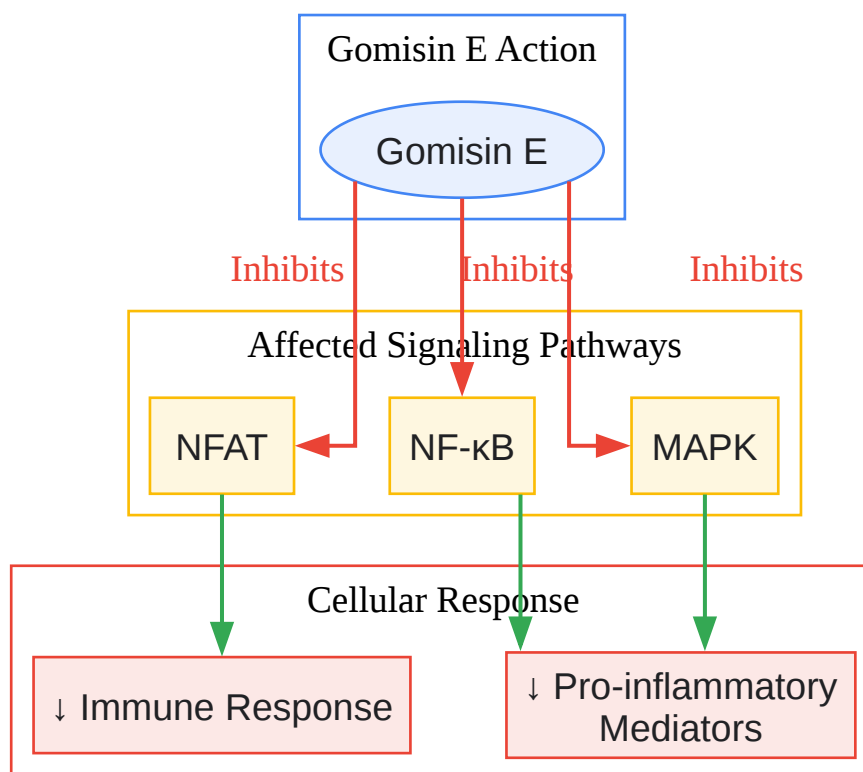 Gomisin E Action
Gomisin E
Inhibits
Inhibits
Inhibits
Affected Signaling Pathways
NFAT
NF-κB
MAPK
Cellular Response
↓ Immune Response
↓ Pro-inflammatory
Mediators